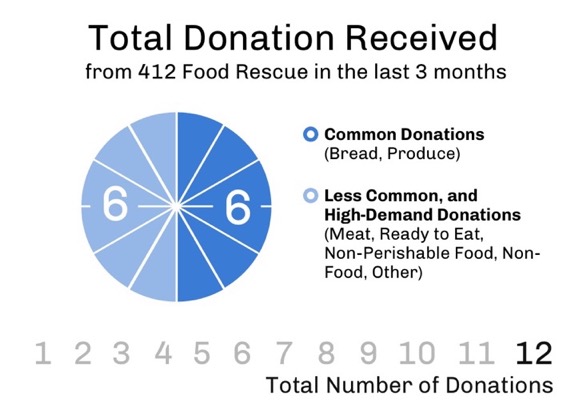 Total Donation Received
from 412 Food Rescue in the last 3 months
6
6
Common Donations
(Bread, Produce)
Less Common, and
High-Demand Donations
(Meat, Ready to Eat,
Non-Perishable Food, Non-
Food, Other)
1 2 3 4 5 6 7 8 9 10 11 12
Total Number of Donations